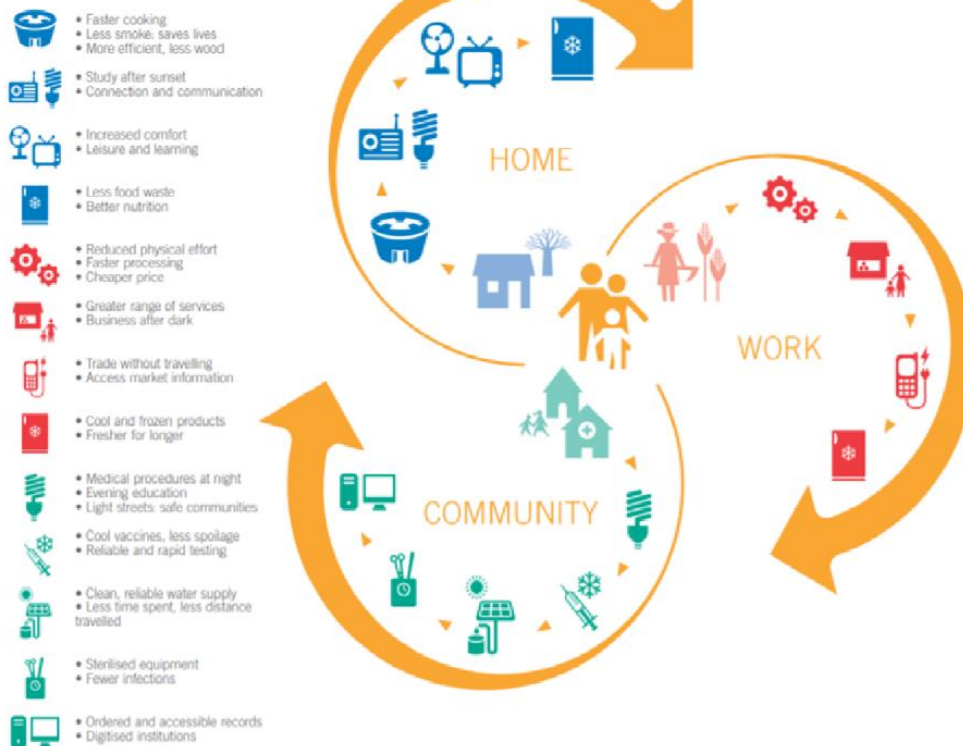 • Faster cooking
• Less smoke: saves lives
• More efficient, less wood
• Study after sunset
• Connection and communication
• Increased comfort
• Leisure and learning
• Less food waste
• Better nutrition
• Reduced physical effort
• Faster processing
• Cheaper price
• Greater range of services
• Business after dark
• Trade without travelling
• Access market information
• Cool and frozen products
• Fresher for longer
• Medical procedures at night
• Evening education
• Light streets: safe communities
• Cool vaccines, less spoilage
• Reliable and rapid testing
• Clean, reliable water supply
• Less time spent, less distance
travelled
• Sterilised equipment
• Fewer infections
• Ordered and accessible records
• Digitised institutions
HOME
WORK
COMMUNITY